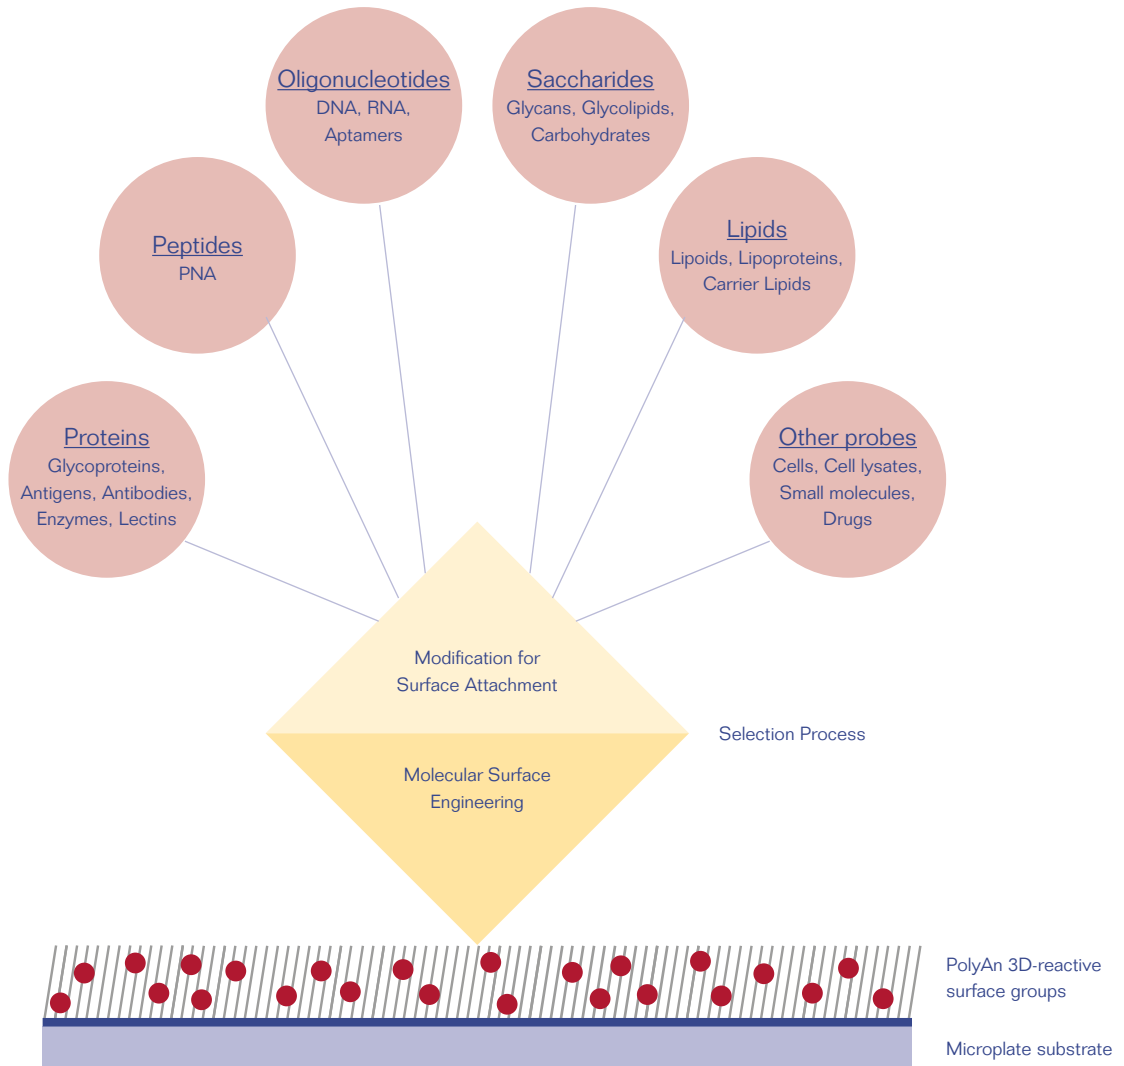 Oligonucleotides
DNA, RNA,
Aptamers
Saccharides
Glycans, Glycolipids,
Carbohydrates
Peptides
PNA
Lipids
Lipoids, Lipoproteins,
Carrier Lipids
Proteins
Glycoproteins,
Antigens, Antibodies,
Enzymes, Lectins
Other probes
Cells, Cell lysates,
Small molecules,
Drugs
Modification for
Surface Attachment
Selection Process
Molecular Surface
Engineering
PolyAn 3D-reactive
surface groups
Microplate substrate